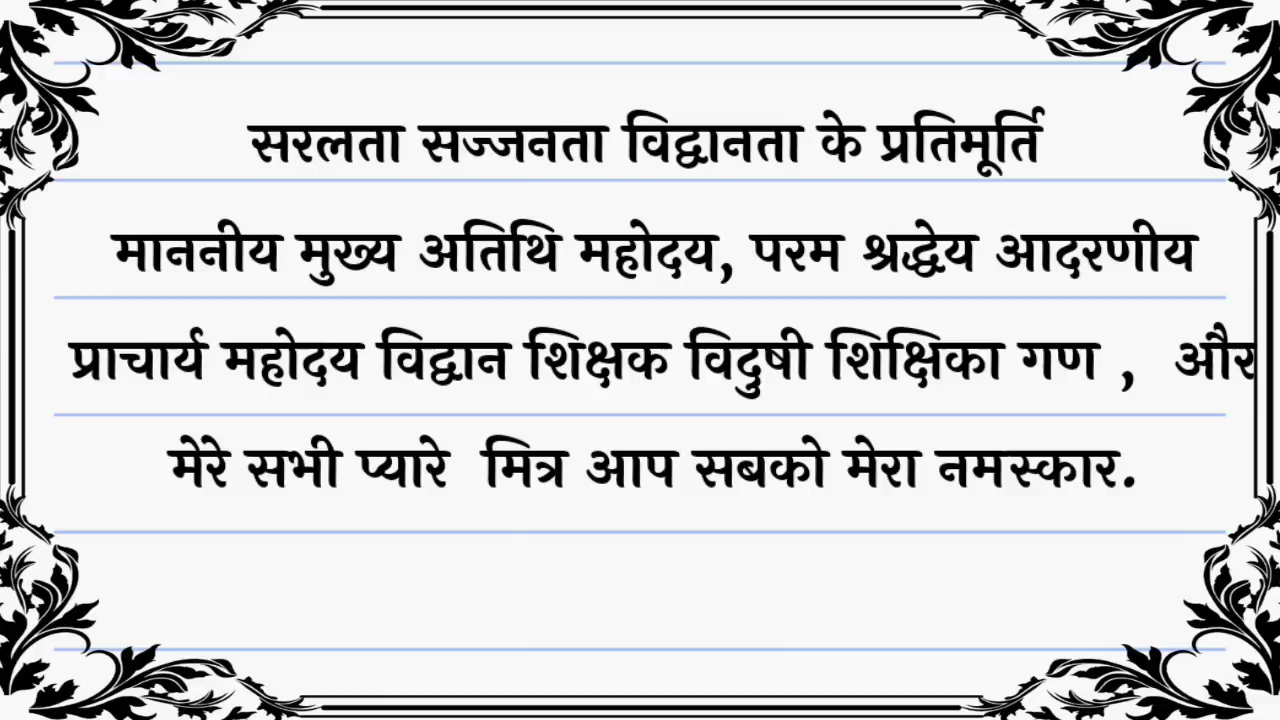 सरलता सज्जनता विद्वानता के प्रतिमूर्ति
माननीय मुख्य अतिथि महोदय, परम श्रद्धेय आदरणीय
प्राचार्य महोदय विद्वान शिक्षक विदुषी शिक्षिका गण , और
मेरे सभी प्यारे मित्र आप सबको मेरा नमस्कार.